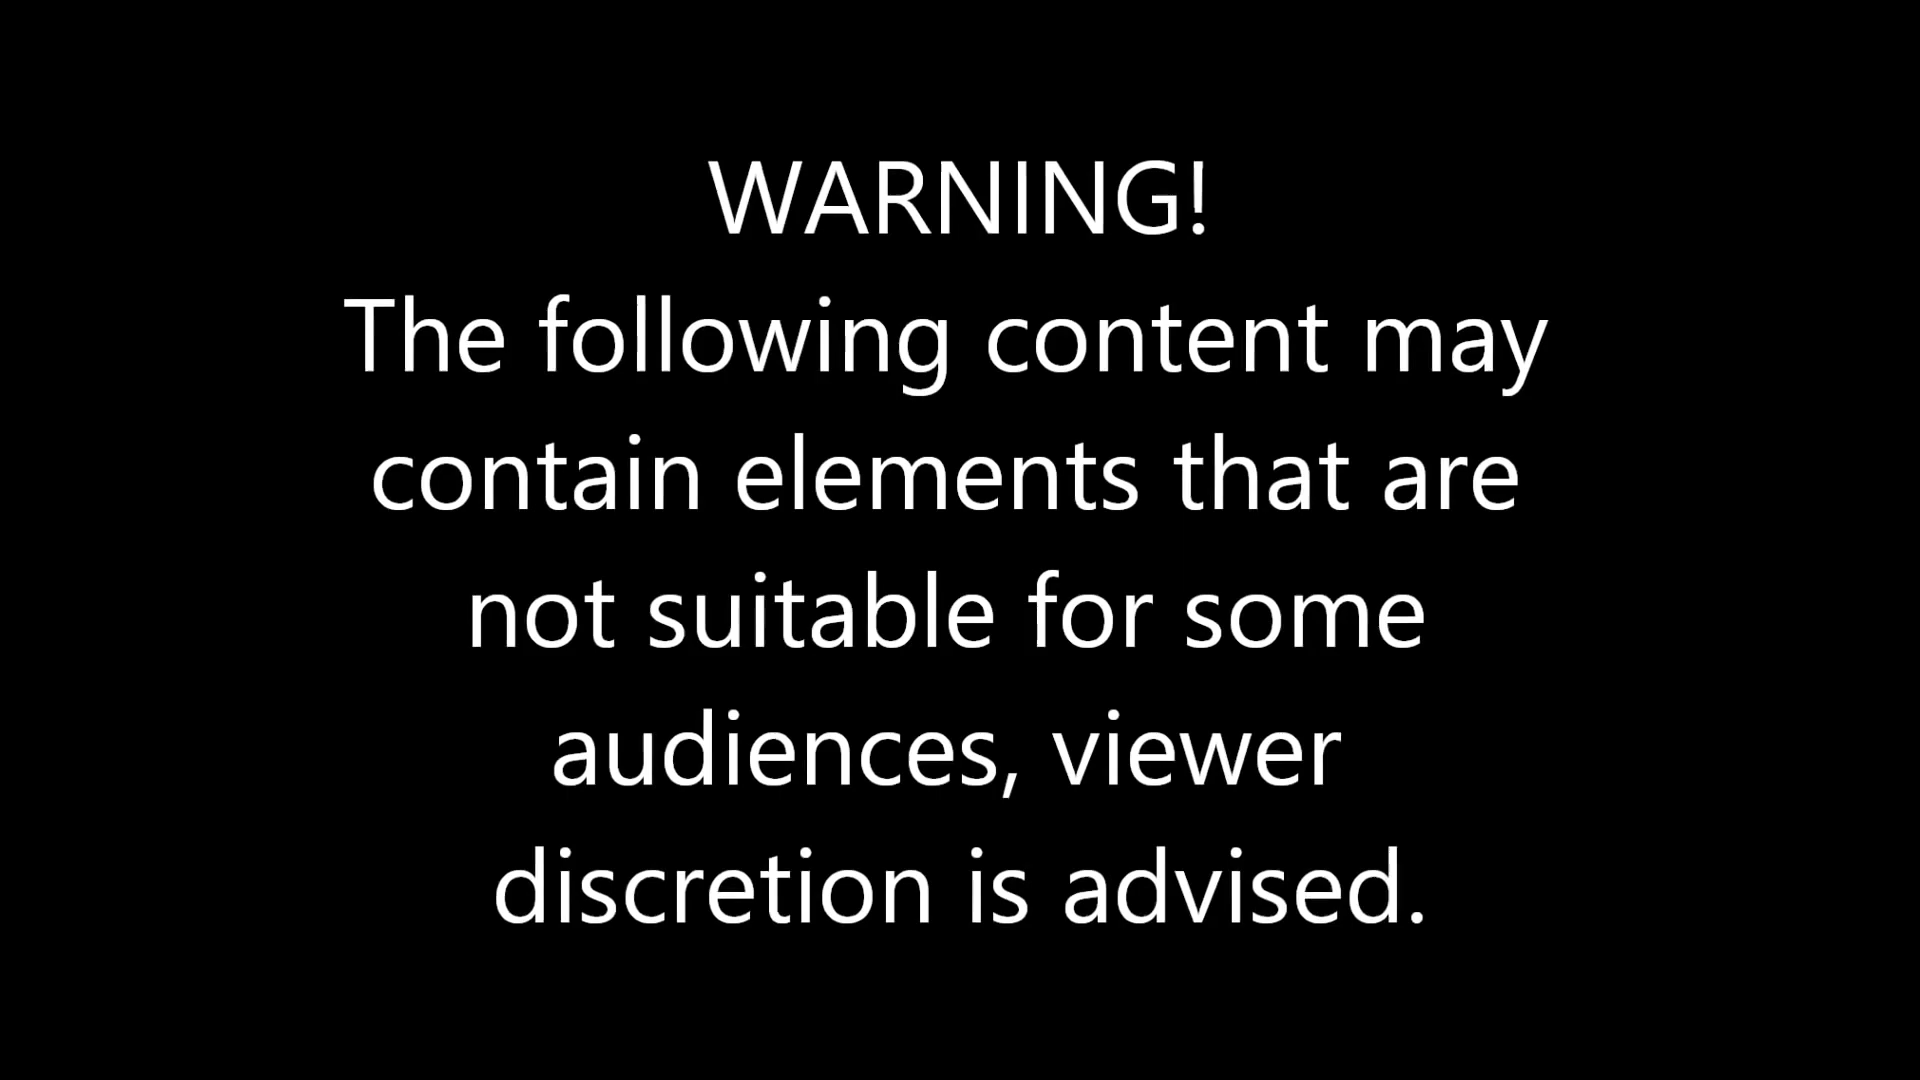 WARNING!
The following content may
contain elements that are
not suitable for some
audiences, viewer
discretion is advised.